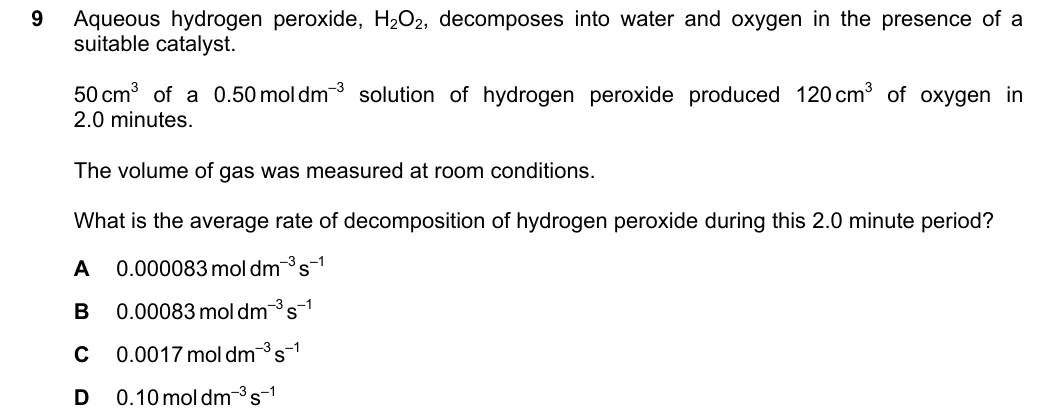 9 Aqueous hydrogen peroxide, H₂O₂, decomposes into water and oxygen in the presence of a
suitable catalyst.
50 cm³ of a 0.50 mol dm⁻³ solution of hydrogen peroxide produced 120 cm³ of oxygen in
2.0 minutes.
The volume of gas was measured at room conditions.
What is the average rate of decomposition of hydrogen peroxide during this 2.0 minute period?
A 0.000083 mol dm⁻³ s⁻¹
B 0.00083 mol dm⁻³ s⁻¹
C 0.0017 mol dm⁻³ s⁻¹
D 0.10 mol dm⁻³ s⁻¹